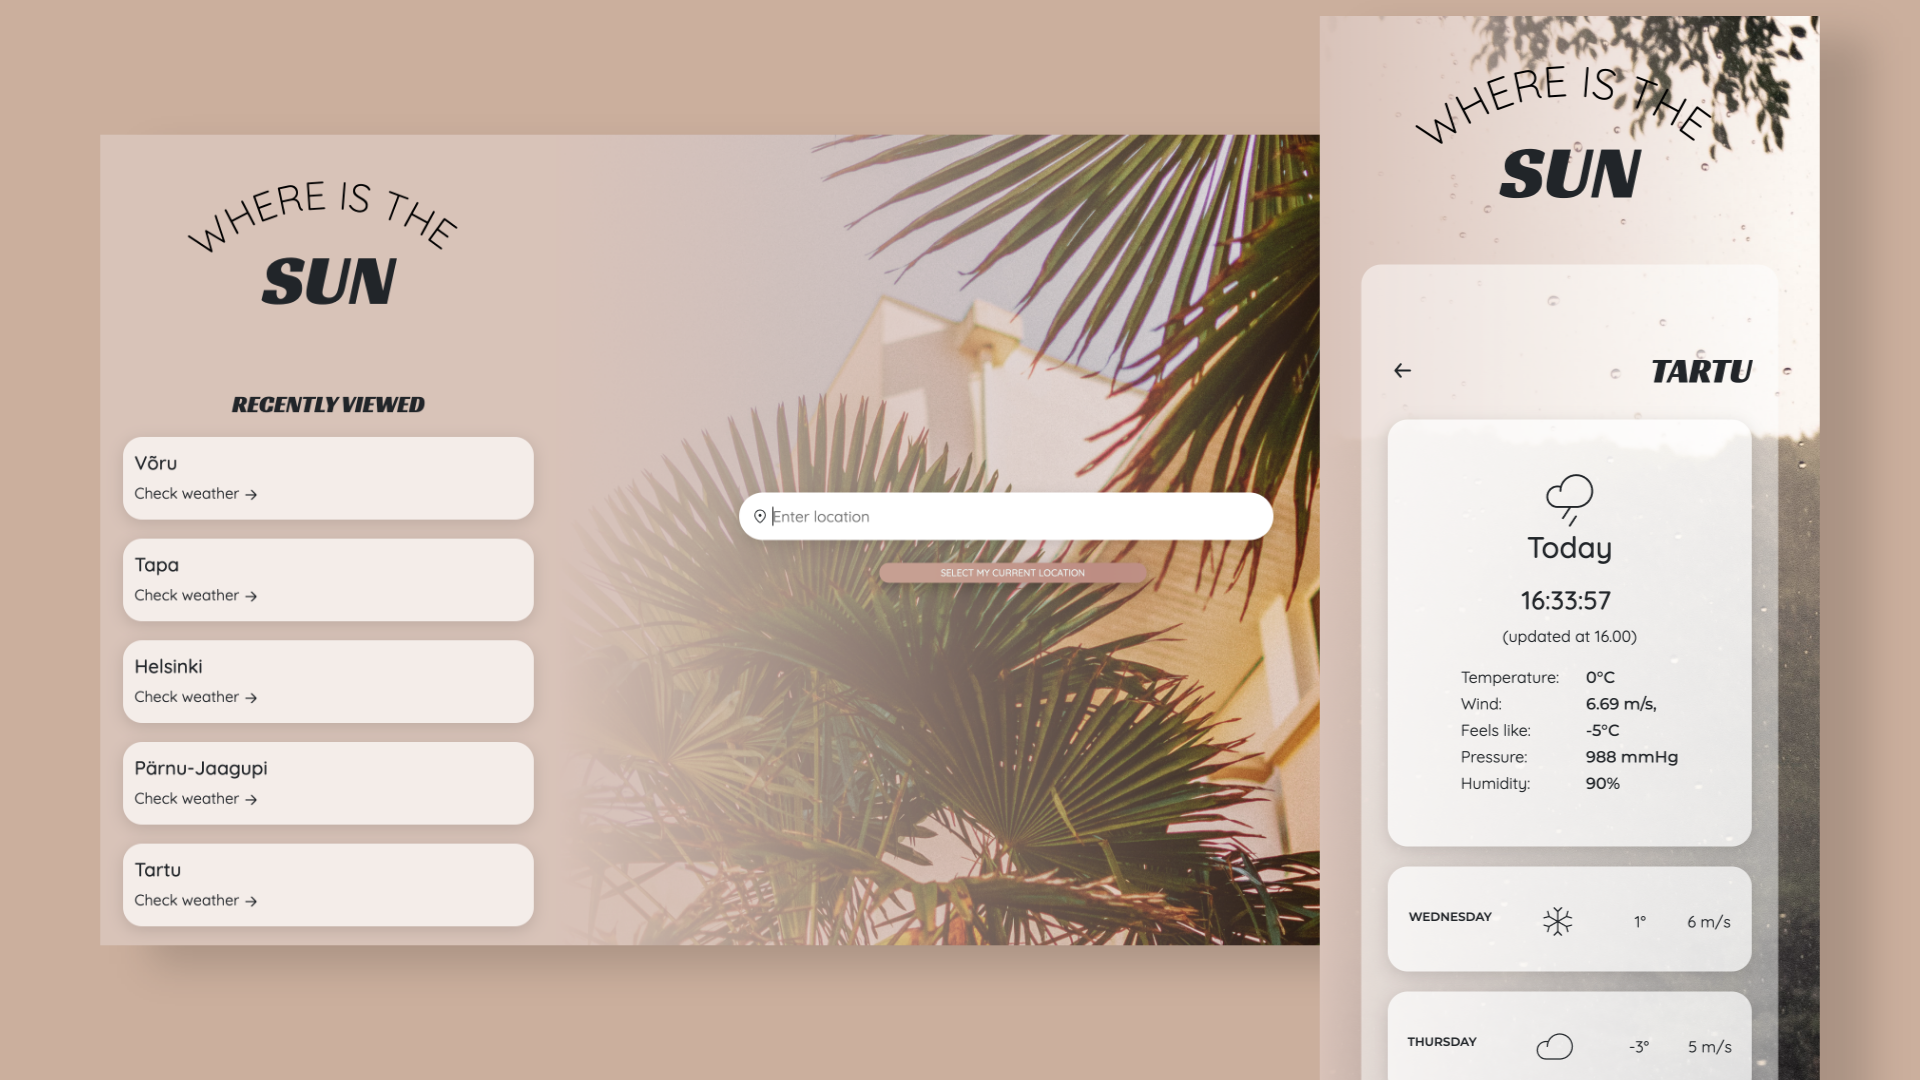 WHERE IS THE
SUN
RECENTLY VIEWED
Võru
Check weather →
Tapa
Check weather →
Helsinki
Check weather →
Pärnu-Jaagupi
Check weather →
Tartu
Check weather →
Enter location
SELECT MY CURRENT LOCATION
WHERE IS THE
SUN
TARTU
Today
16:33:57
(updated at 16.00)
Temperature: 0°C
Wind: 6.69 m/s,
Feels like: -5°C
Pressure: 988 mmHg
Humidity: 90%
WEDNESDAY 1° 6 m/s
THURSDAY -3° 5 m/s